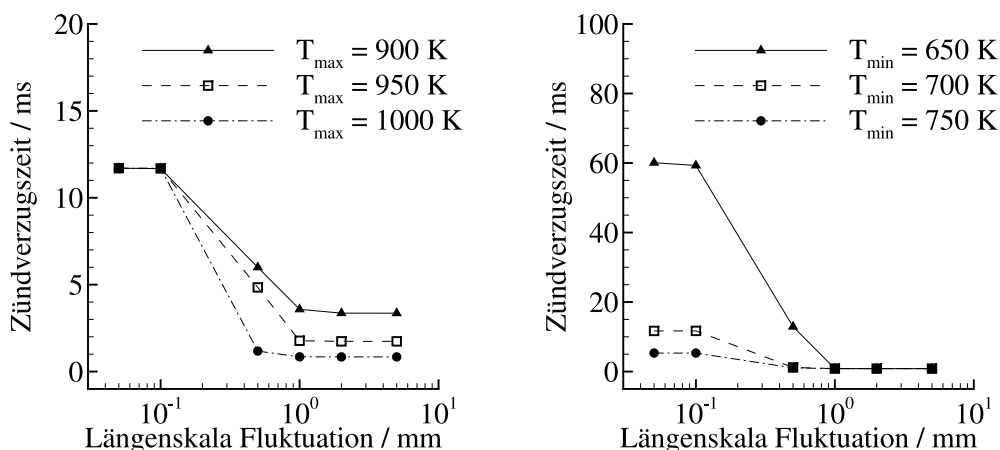 20
15
10
5
0
Zündverzugszeit / ms
T_max = 900 K
T_max = 950 K
T_max = 1000 K
10^-1
10^0
10^1
Längenskala Fluktuation / mm
100
80
60
40
20
0
Zündverzugszeit / ms
T_min = 650 K
T_min = 700 K
T_min = 750 K
10^-1
10^0
10^1
Längenskala Fluktuation / mm